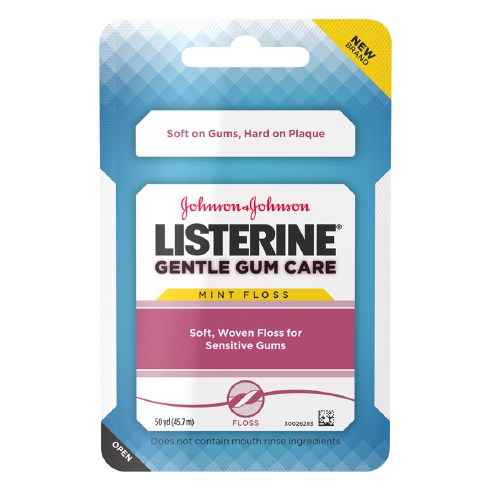 NEW
BRAND
Soft on Gums, Hard on Plaque
Johnson & Johnson
LISTERINE®
GENTLE GUM CARE
MINT FLOSS
Soft, Woven Floss for
Sensitive Gums
50 yd (45.7 m)
FLOSS
30026283
Does not contain mouth rinse ingredients
OPEN